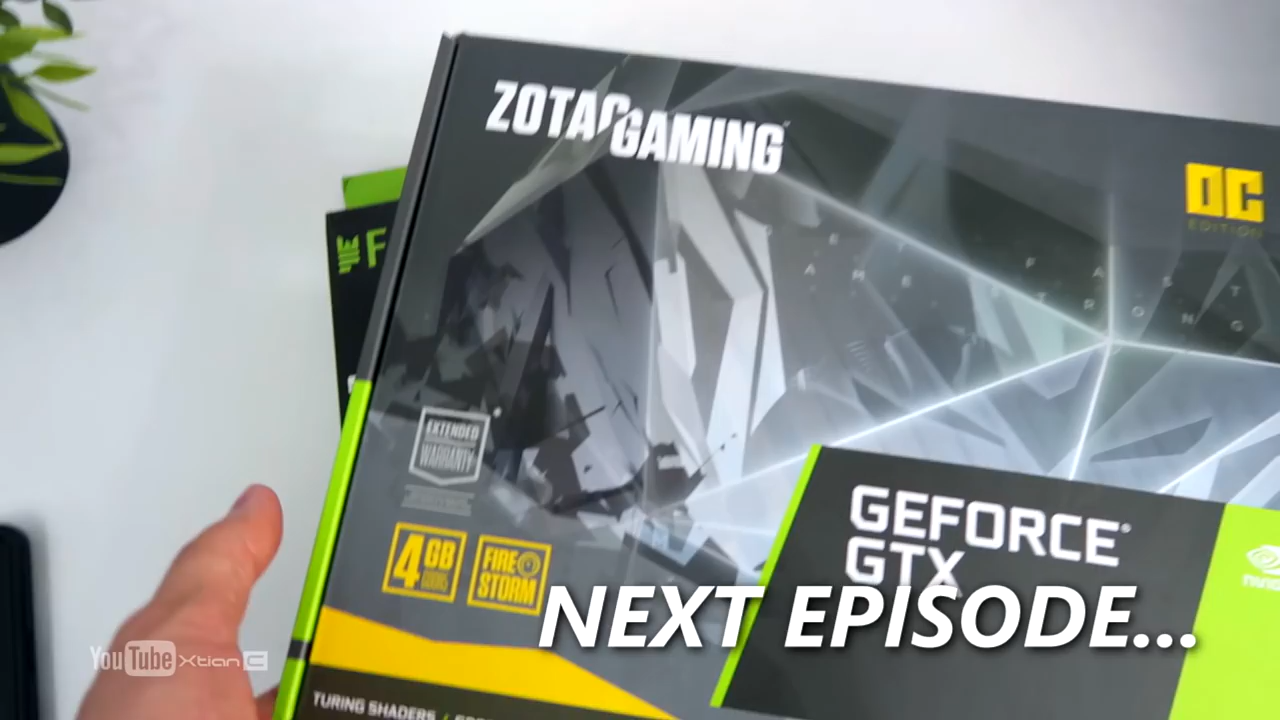 ZOTAC GAMING
OC
EDITION
F
EXTENDED
WARRANTY
4GB
FIRE
STORM
GEFORCE®
GTX
NEXT EPISODE...
YouTube Xtian C
TURING SHADERS /